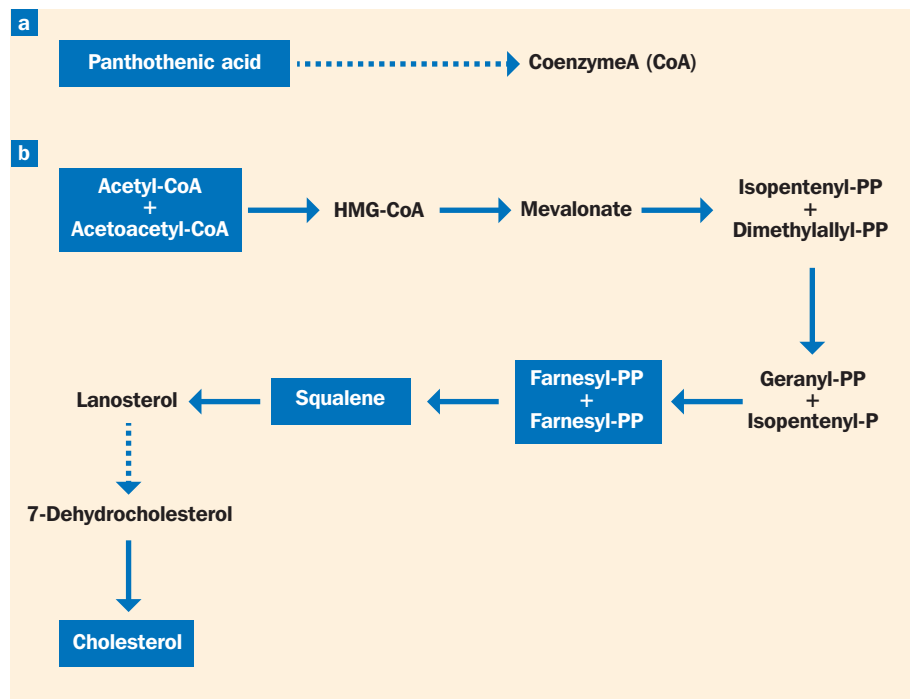 a
Panthothenic acid
CoenzymeA (CoA)
b
Acetyl-CoA
+
Acetoacetyl-CoA
HMG-CoA
Mevalonate
Isopentenyl-PP
+
Dimethylallyl-PP
Geranyl-PP
+
Isopentenyl-P
Farnesyl-PP
+
Farnesyl-PP
Squalene
Lanosterol
7-Dehydrocholesterol
Cholesterol